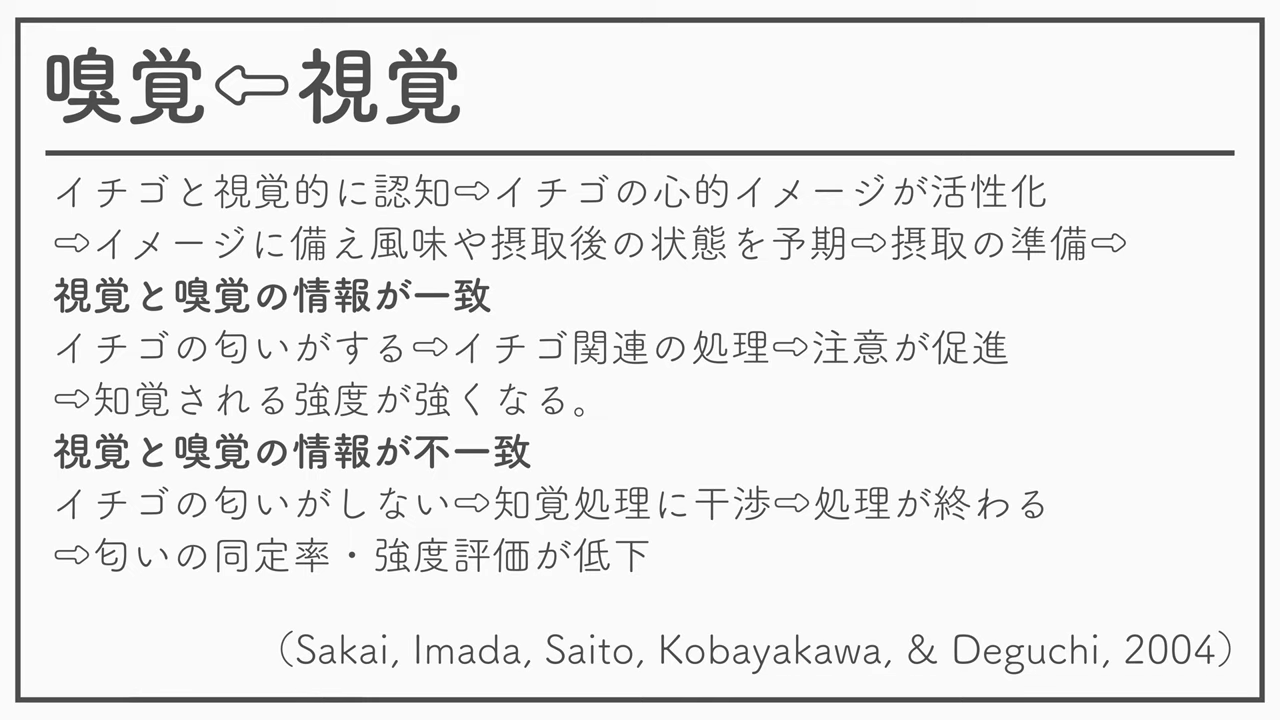 嗅覚⇦視覚
イチゴと視覚的に認知⇨イチゴの心的イメージが活性化
⇨イメージに備え風味や摂取後の状態を予期⇨摂取の準備⇨
視覚と嗅覚の情報が一致
イチゴの匂いがする⇨イチゴ関連の処理⇨注意が促進
⇨知覚される強度が強くなる。
視覚と嗅覚の情報が不一致
イチゴの匂いがしない⇨知覚処理に干渉⇨処理が終わる
⇨匂いの同定率・強度評価が低下
（Sakai, Imada, Saito, Kobayakawa, & Deguchi, 2004）